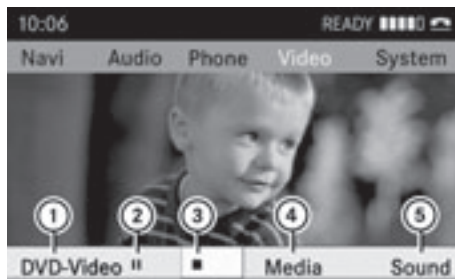 10:06 READY
Navi Audio Phone Video System
1 2 3 4 5
DVD-Video Media Sound